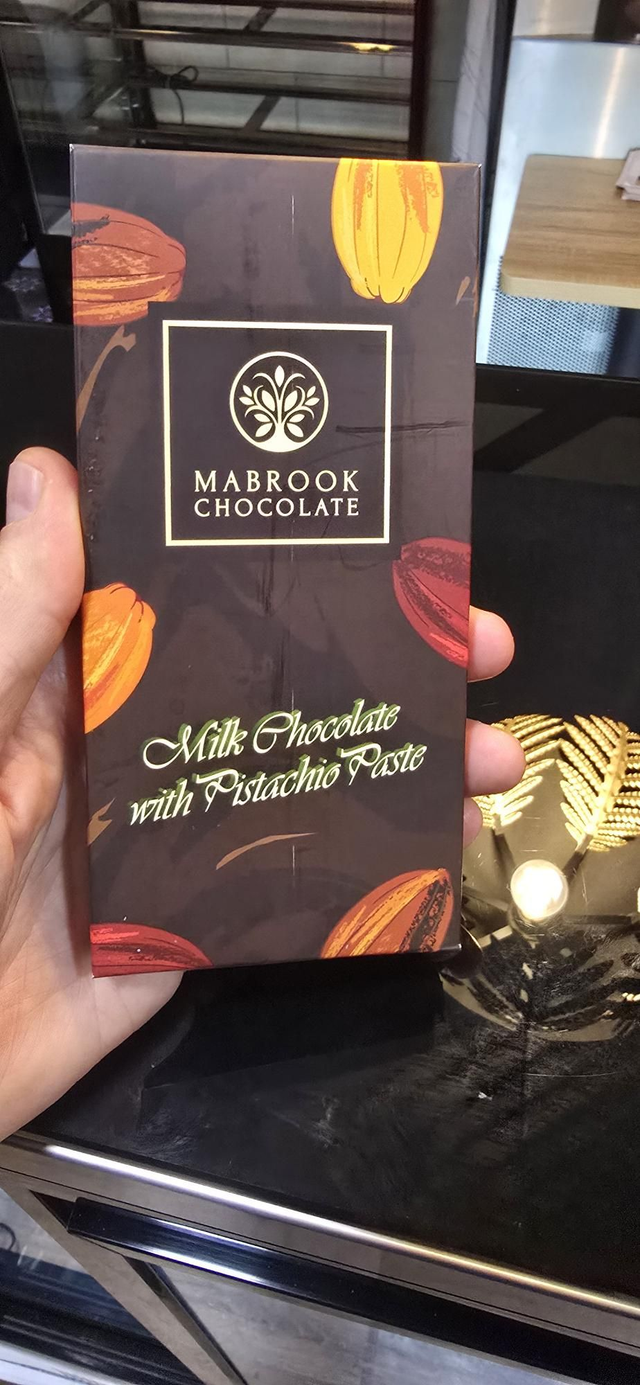 MABROOK
CHOCOLATE
Milk Chocolate
with Pistachio Paste